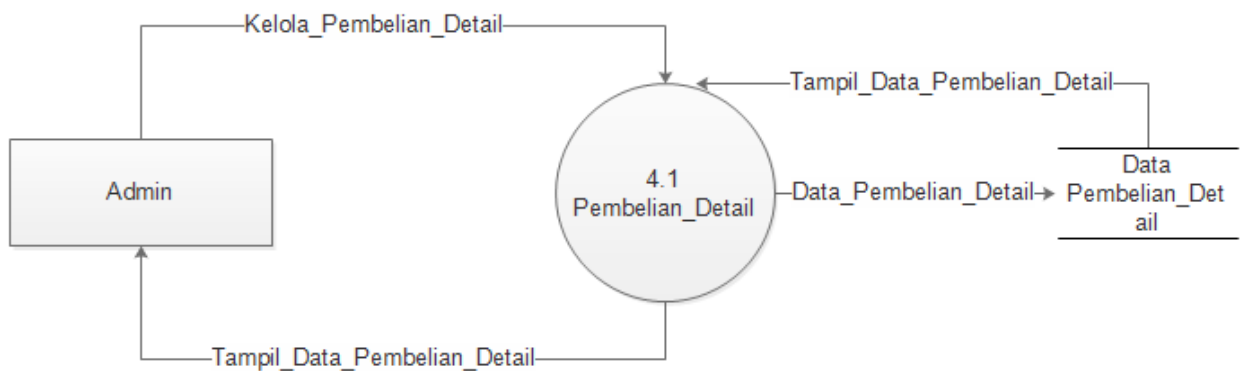 Kelola_Pembelian_Detail
Tampil_Data_Pembelian_Detail
Admin
4.1
Pembelian_Detail
Data_Pembelian_Detail
Data
Pembelian_Det
ail
Tampil_Data_Pembelian_Detail